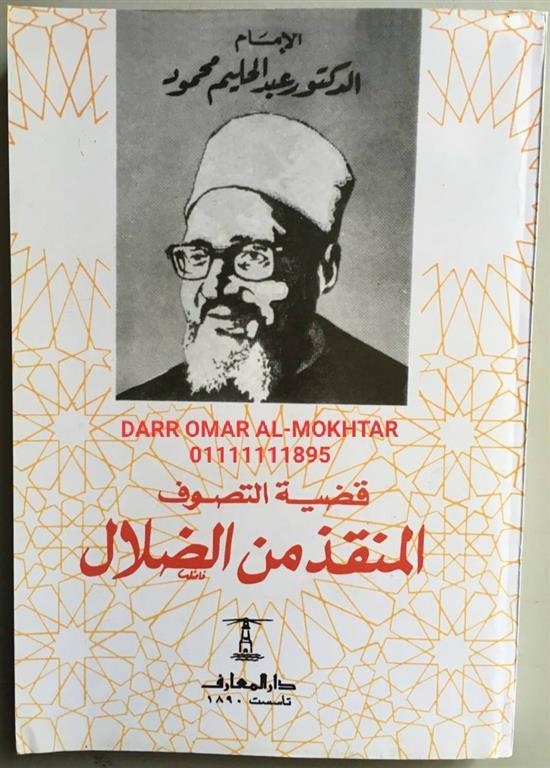 الإمام
الدكتور عبد الحليم محمود
DARR OMAR AL-MOKHTAR
01111111895
قضية التصوف
المنقذ من الضلال
دار المعارف
تأسست ١٨٩٠